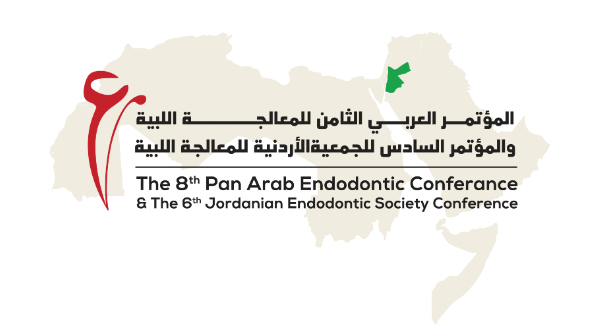 المؤتمر العربي الثامن للمعالجة اللبية
والمؤتمر السادس للجمعيةالأردنية للمعالجة اللبية
The 8th Pan Arab Endodontic Conferance
& The 6th Jordanian Endodontic Society Conference